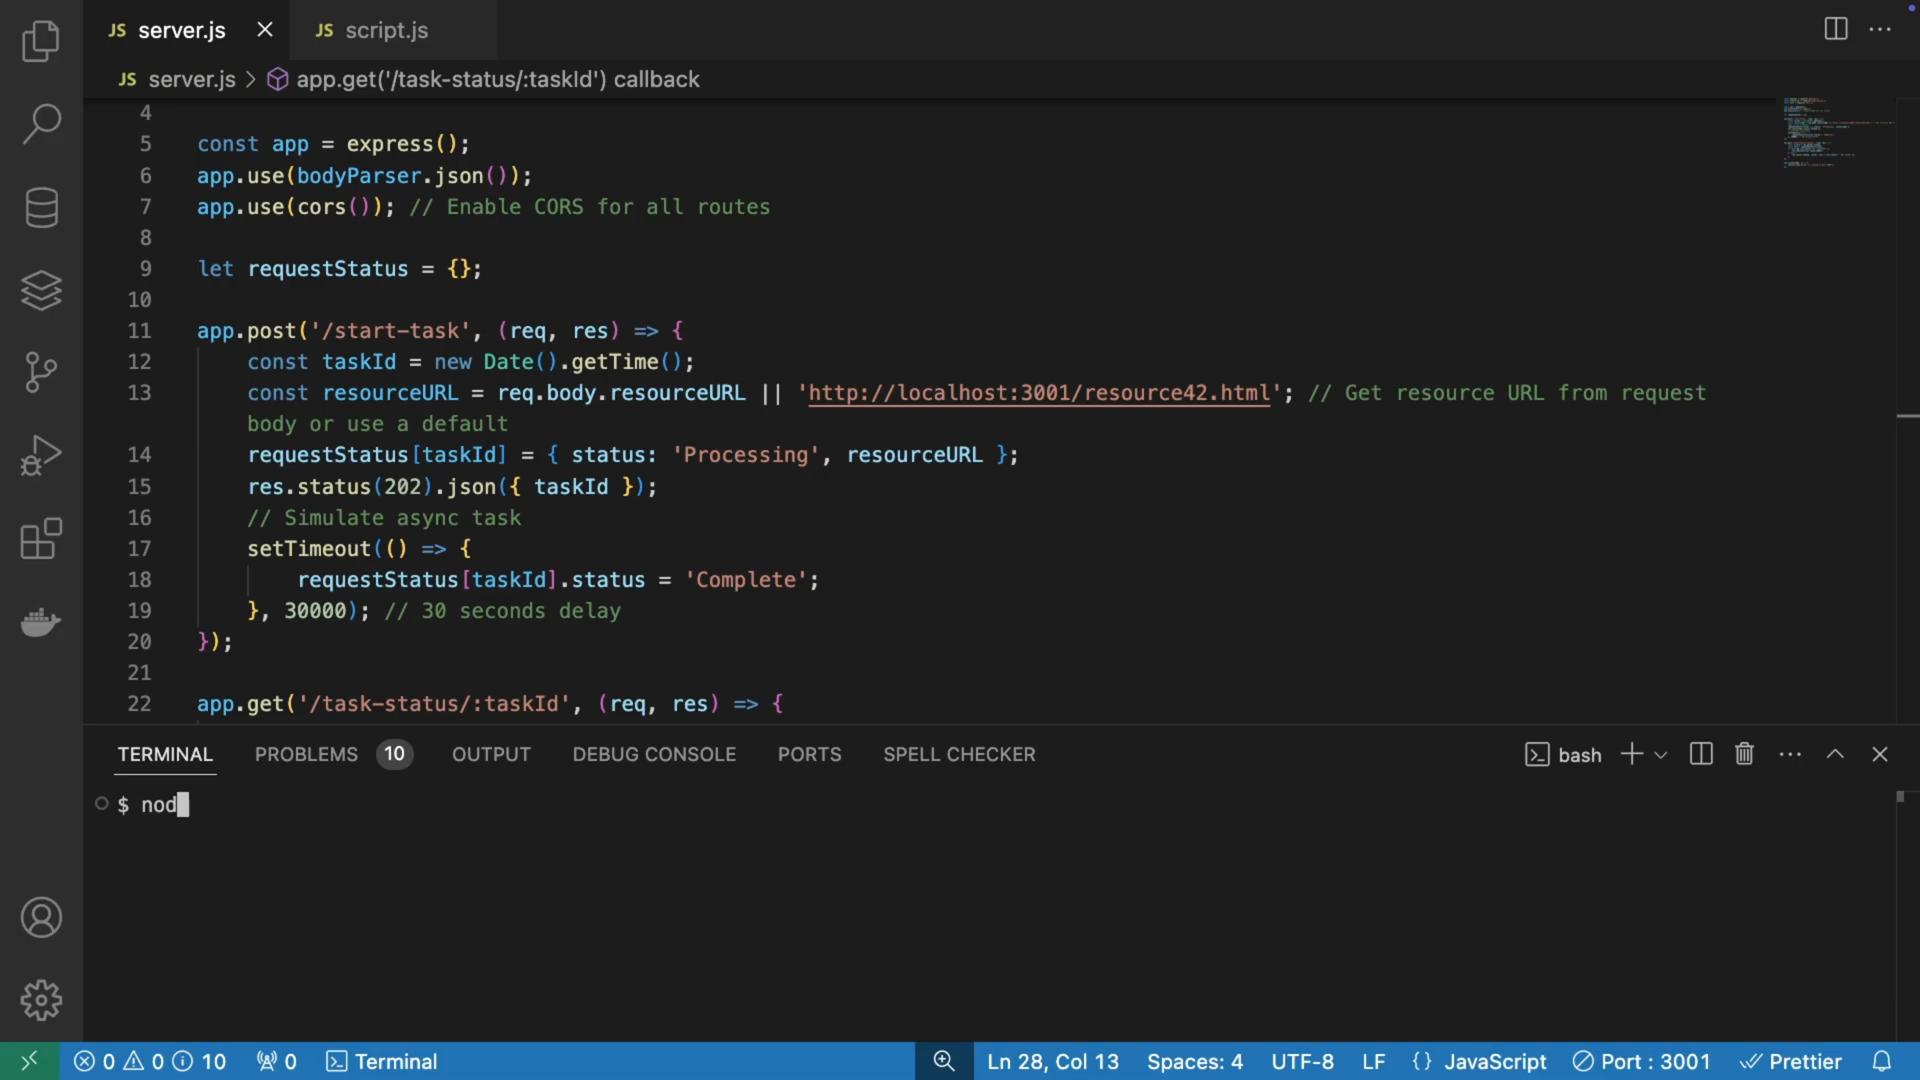 JS server.js
JS script.js
JS server.js > app.get('/task-status/:taskId') callback
4
5 const app = express();
6 app.use(bodyParser.json());
7 app.use(cors()); // Enable CORS for all routes
8
9 let requestStatus = {};
10
11 app.post('/start-task', (req, res) => {
12 const taskId = new Date().getTime();
13 const resourceURL = req.body.resourceURL || 'http://localhost:3001/resource42.html'; // Get resource URL from request
body or use a default
14 requestStatus[taskId] = { status: 'Processing', resourceURL };
15 res.status(202).json({ taskId });
16 // Simulate async task
17 setTimeout(() => {
18 requestStatus[taskId].status = 'Complete';
19 }, 30000); // 30 seconds delay
20 });
21
22 app.get('/task-status/:taskId', (req, res) => {
TERMINAL PROBLEMS 10 OUTPUT DEBUG CONSOLE PORTS SPELL CHECKER bash
$ nod
0 0 10 0 Terminal Ln 28, Col 13 Spaces: 4 UTF-8 LF {} JavaScript Port : 3001 Prettier